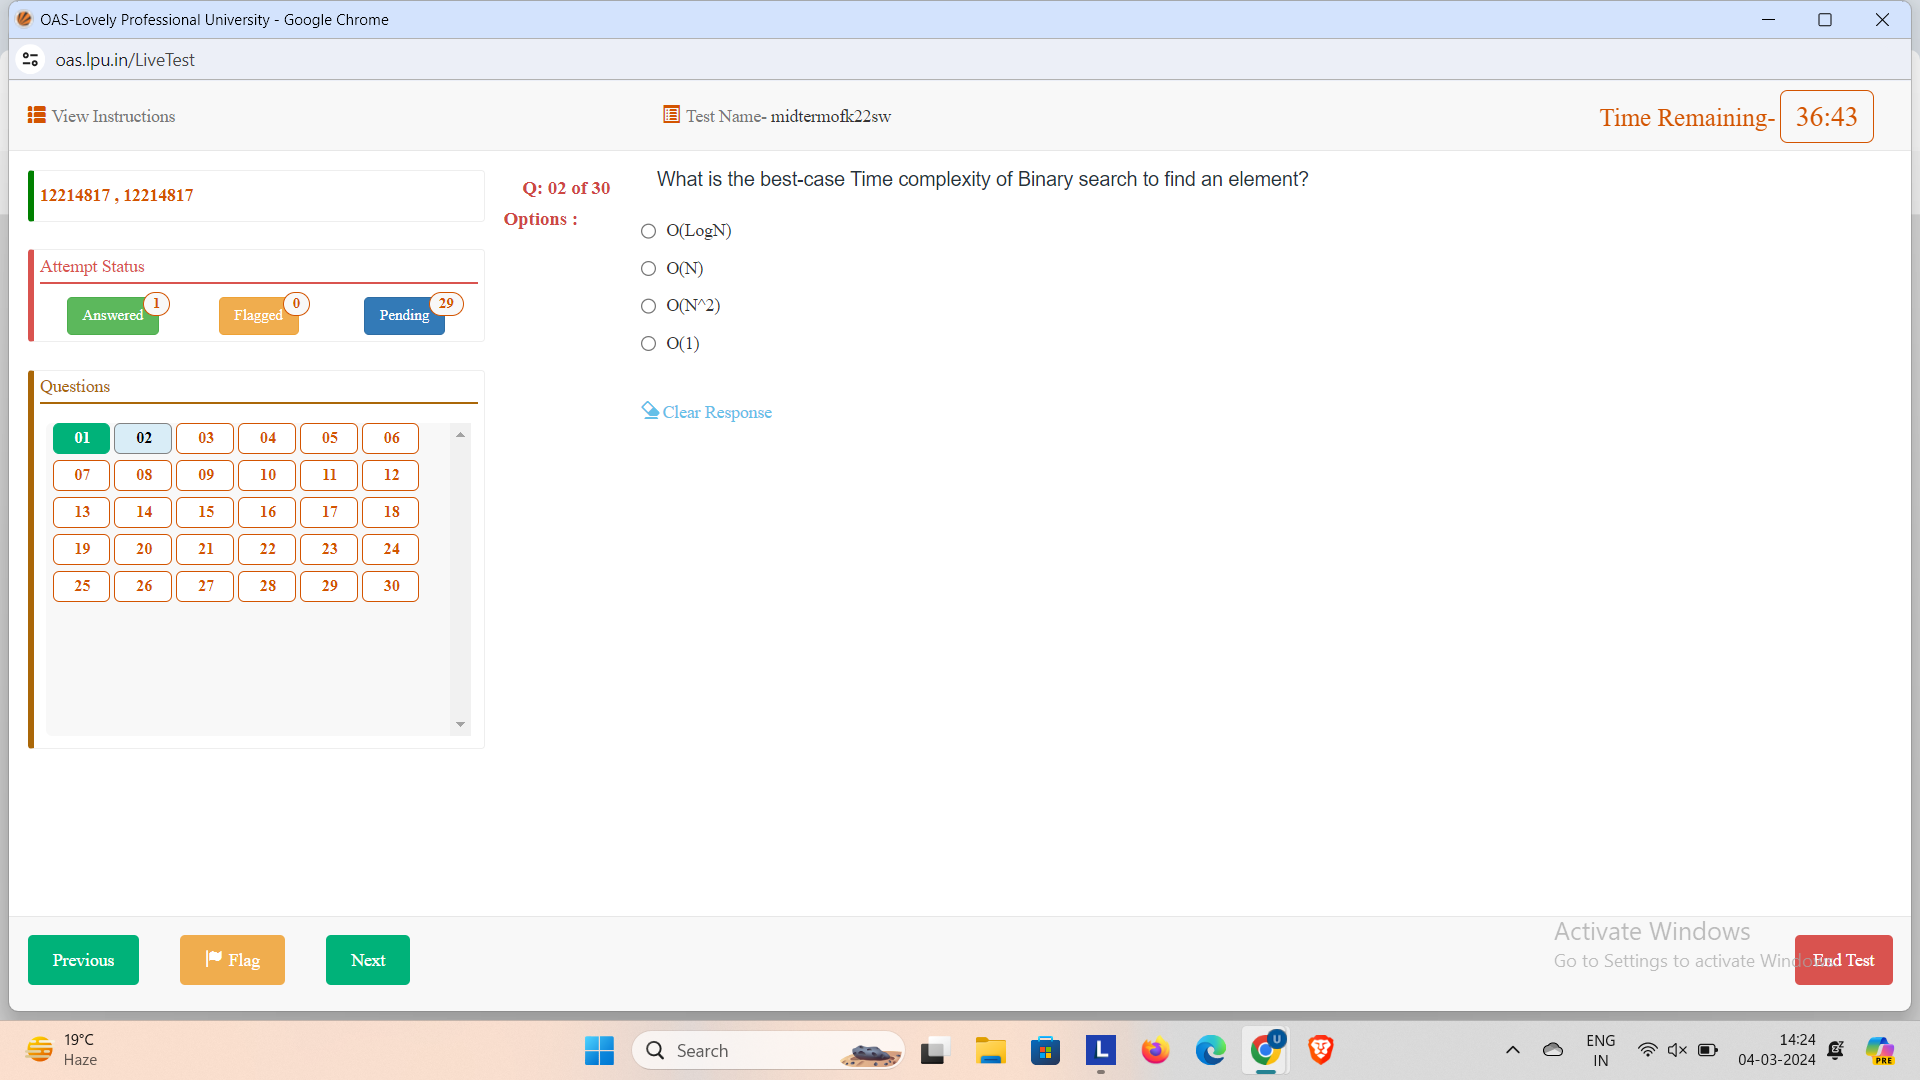 OAS-Lovely Professional University - Google Chrome
oas.lpu.in/LiveTest
View Instructions
Test Name- midtermofk22sw
Time Remaining- 36:43
12214817 , 12214817
Attempt Status
Answered 1
Flagged 0
Pending 29
Questions
01 02 03 04 05 06
07 08 09 10 11 12
13 14 15 16 17 18
19 20 21 22 23 24
25 26 27 28 29 30
Q: 02 of 30
What is the best-case Time complexity of Binary search to find an element?
Options :
O(LogN)
O(N)
O(N^2)
O(1)
Clear Response
Previous
Flag
Next
Activate Windows
Go to Settings to activate Windows
End Test
19°C
Haze
Search
L
U
ENG
IN
14:24
04-03-2024
PRE